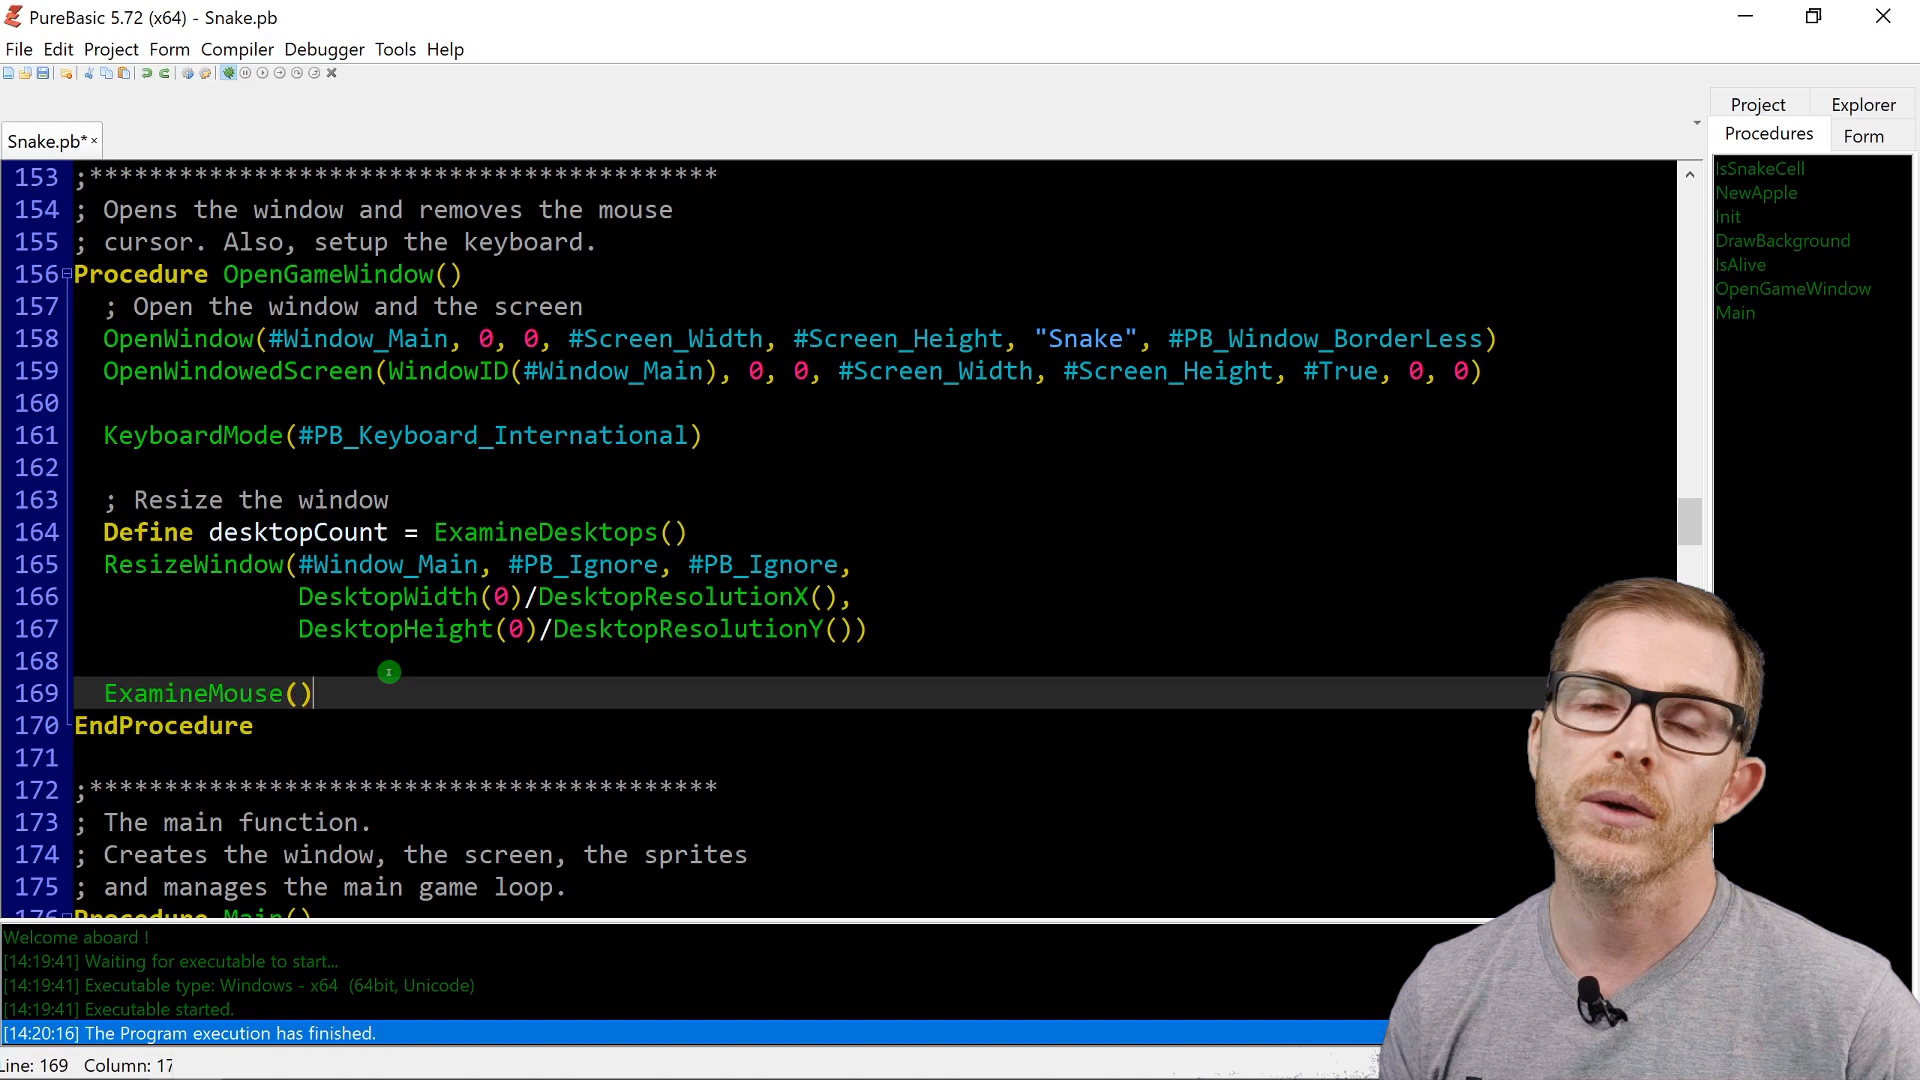 PureBasic 5.72 (x64) - Snake.pb
File Edit Project Form Compiler Debugger Tools Help
Snake.pb*
153 ;******************************************
154 ; Opens the window and removes the mouse
155 ; cursor. Also, setup the keyboard.
156 Procedure OpenGameWindow()
157 ; Open the window and the screen
158 OpenWindow(#Window_Main, 0, 0, #Screen_Width, #Screen_Height, "Snake", #PB_Window_BorderLess)
159 OpenWindowedScreen(WindowID(#Window_Main), 0, 0, #Screen_Width, #Screen_Height, #True, 0, 0)
160
161 KeyboardMode(#PB_Keyboard_International)
162
163 ; Resize the window
164 Define desktopCount = ExamineDesktops()
165 ResizeWindow(#Window_Main, #PB_Ignore, #PB_Ignore,
166 DesktopWidth(0)/DesktopResolutionX(),
167 DesktopHeight(0)/DesktopResolutionY())
168
169 ExamineMouse()
170 EndProcedure
171
172 ;******************************************
173 ; The main function.
174 ; Creates the window, the screen, the sprites
175 ; and manages the main game loop.
176 Procedure Main()
Project Explorer
Procedures Form
IsSnakeCell
NewApple
Init
DrawBackground
IsAlive
OpenGameWindow
Main
Welcome aboard !
[14:19:41] Waiting for executable to start...
[14:19:41] Executable type: Windows - x64 (64bit, Unicode)
[14:19:41] Executable started.
[14:20:16] The Program execution has finished.
Line: 169 Column: 17